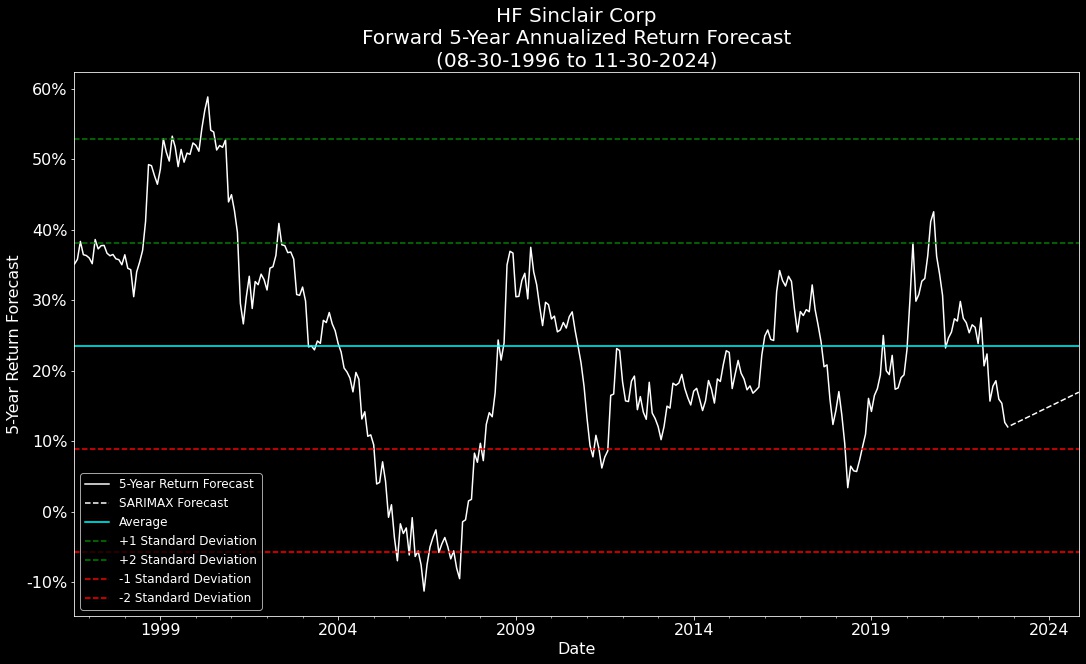 HF Sinclair Corp
Forward 5-Year Annualized Return Forecast
(08-30-1996 to 11-30-2024)
5-Year Return Forecast
60%
50%
40%
30%
20%
10%
0%
-10%
5-Year Return Forecast
SARIMAX Forecast
Average
+1 Standard Deviation
+2 Standard Deviation
-1 Standard Deviation
-2 Standard Deviation
1999
2004
2009
2014
2019
2024
Date